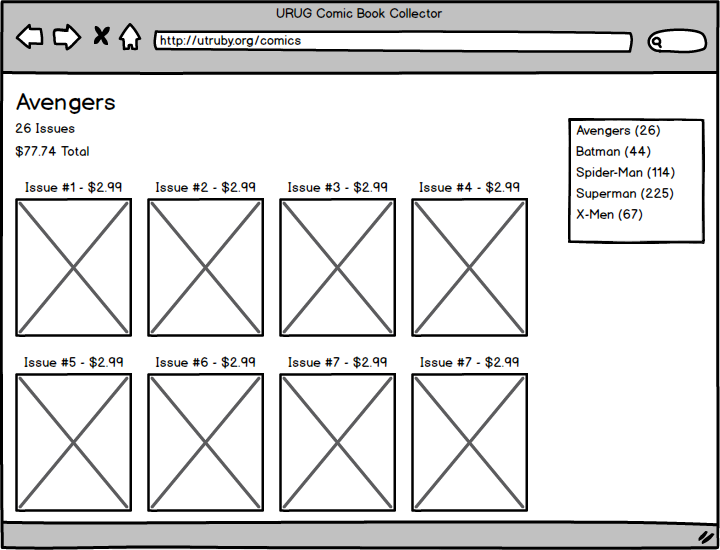 URUG Comic Book Collector
http://utruby.org/comics
Avengers
26 Issues
$77.74 Total
Avengers (26)
Batman (44)
Spider-Man (114)
Superman (225)
X-Men (67)
Issue #1 - $2.99
Issue #2 - $2.99
Issue #3 - $2.99
Issue #4 - $2.99
Issue #5 - $2.99
Issue #6 - $2.99
Issue #7 - $2.99
Issue #7 - $2.99